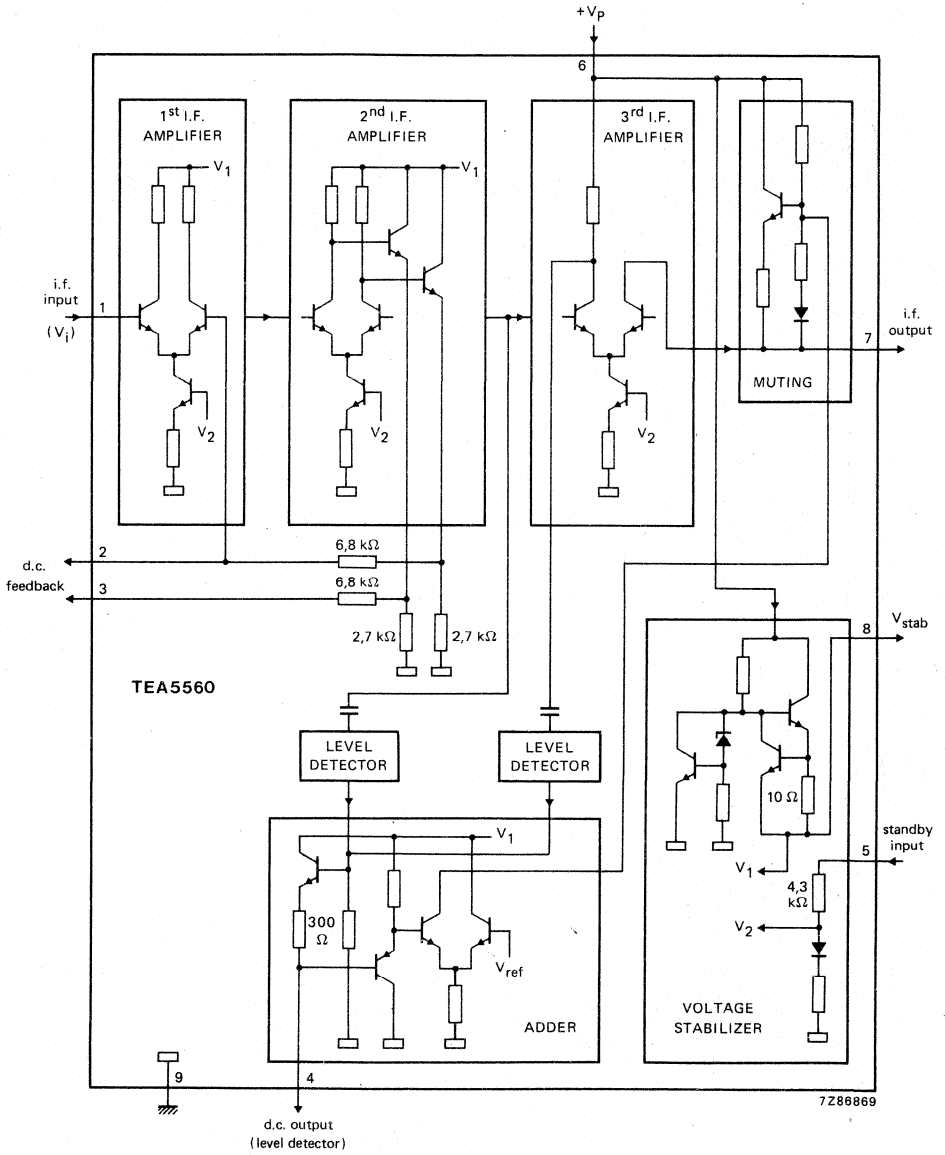 +VP
6
1st I.F.
AMPLIFIER
2nd I.F.
AMPLIFIER
3rd I.F.
AMPLIFIER
V1
V1
i.f.
input
1
(Vi)
i.f.
output
7
MUTING
V2
V2
V2
2
6,8 kΩ
d.c.
feedback
3
6,8 kΩ
2,7 kΩ
2,7 kΩ
8
Vstab
TEA5560
LEVEL
DETECTOR
LEVEL
DETECTOR
10 Ω
standby
input
5
V1
V1
4,3
kΩ
300
Ω
V2
Vref
ADDER
VOLTAGE
STABILIZER
9
4
7Z86869
d.c. output
(level detector)